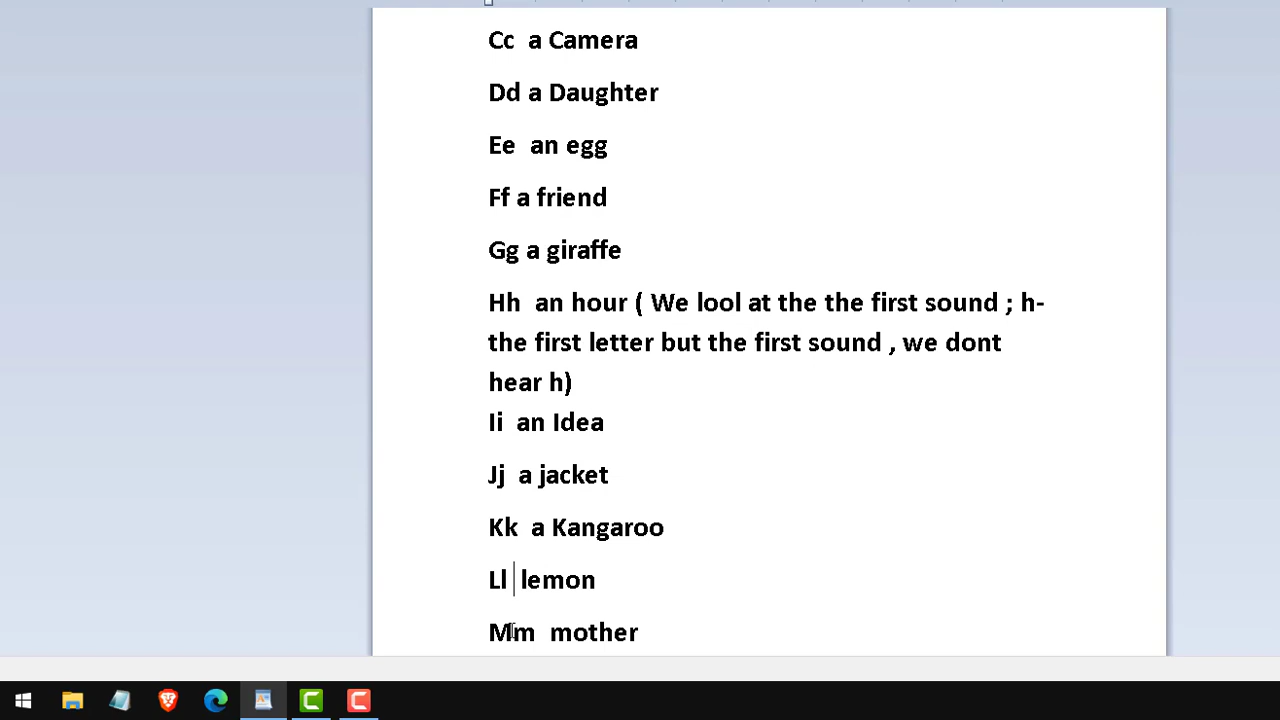 Cc  a Camera
Dd a Daughter
Ee  an egg
Ff a friend
Gg a giraffe
Hh  an hour ( We lool at the the first sound ; h-
the first letter but the first sound , we dont
hear h)
Ii  an Idea
Jj  a jacket
Kk  a Kangaroo
Ll  lemon
Mm  mother